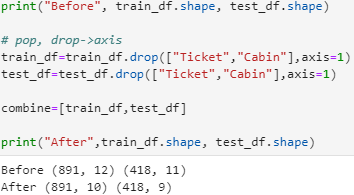 print("Before", train_df.shape, test_df.shape)
# pop, drop->axis
train_df=train_df.drop(["Ticket","Cabin"],axis=1)
test_df=test_df.drop(["Ticket","Cabin"],axis=1)
combine=[train_df,test_df]
print("After",train_df.shape, test_df.shape)
Before (891, 12) (418, 11)
After (891, 10) (418, 9)